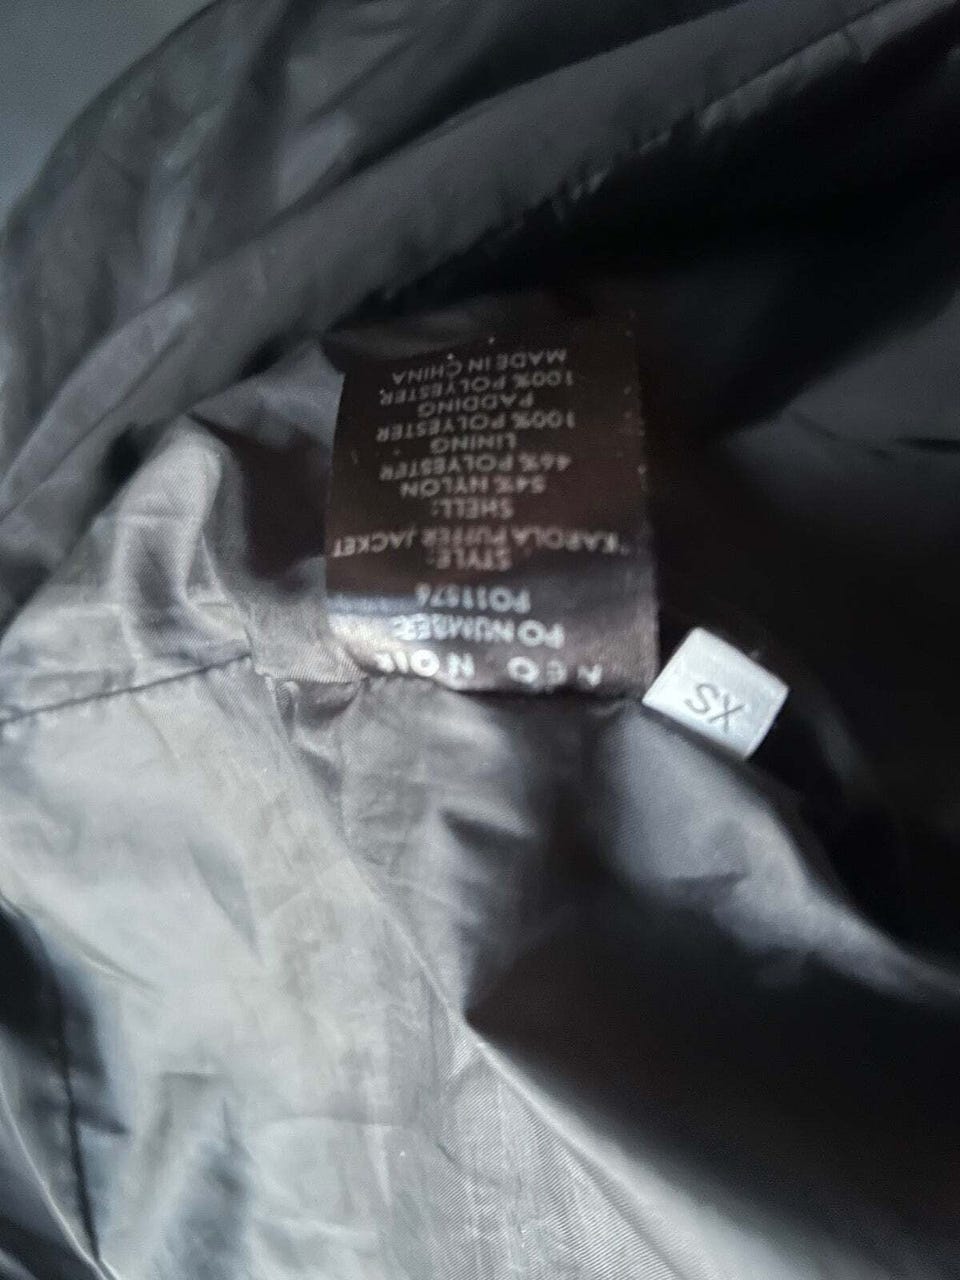 NEO NOIR
PO NUMBER
PO11576
STYLE:
"KAROLA PUFFER JACKET
SHELL:
54% NYLON
46% POLYESTER
LINING
100% POLYESTER
PADDING
100% POLYESTER
MADE IN CHINA
XS